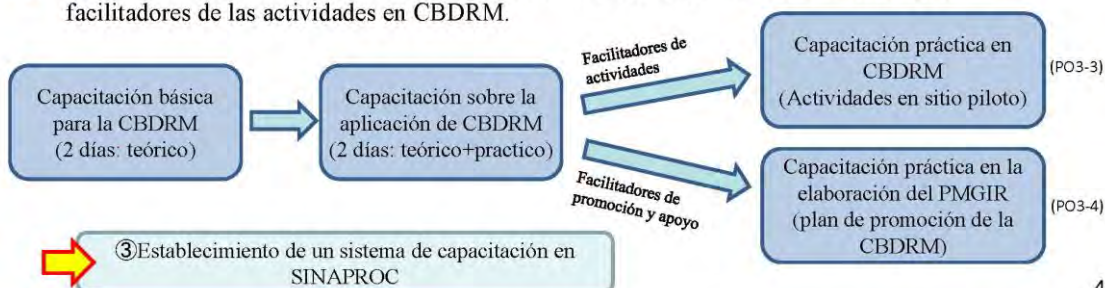 facilitadores de las actividades en CBDRM.
Capacitación básica
para la CBDRM
(2 días: teórico)
Capacitación sobre la
aplicación de CBDRM
(2 días: teórico+practico)
Facilitadores de
actividades
Capacitación práctica en
CBDRM
(Actividades en sitio piloto)
(PO3-3)
Facilitadores de
promoción y apoyo
Capacitación práctica en la
elaboración del PMGIR
(plan de promoción de la
CBDRM)
(PO3-4)
③Establecimiento de un sistema de capacitación en
SINAPROC
4